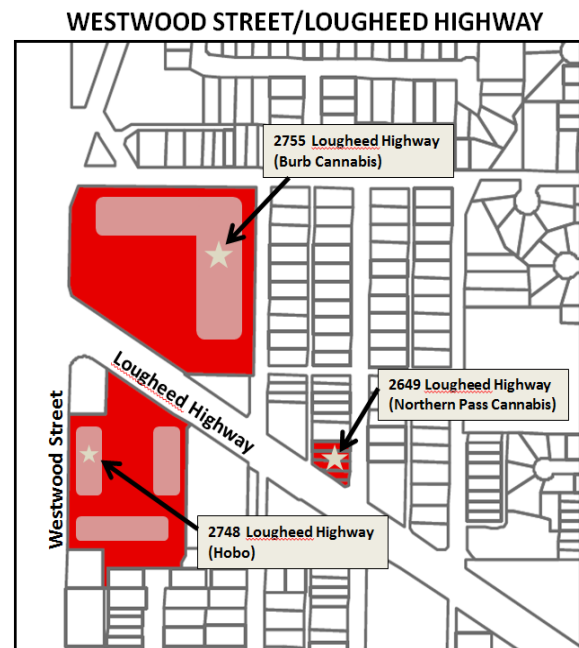 WESTWOOD STREET/LOUGHEED HIGHWAY
2755 Lougheed Highway
(Burb Cannabis)
Lougheed Highway
2649 Lougheed Highway
(Northern Pass Cannabis)
Westwood Street
2748 Lougheed Highway
(Hobo)